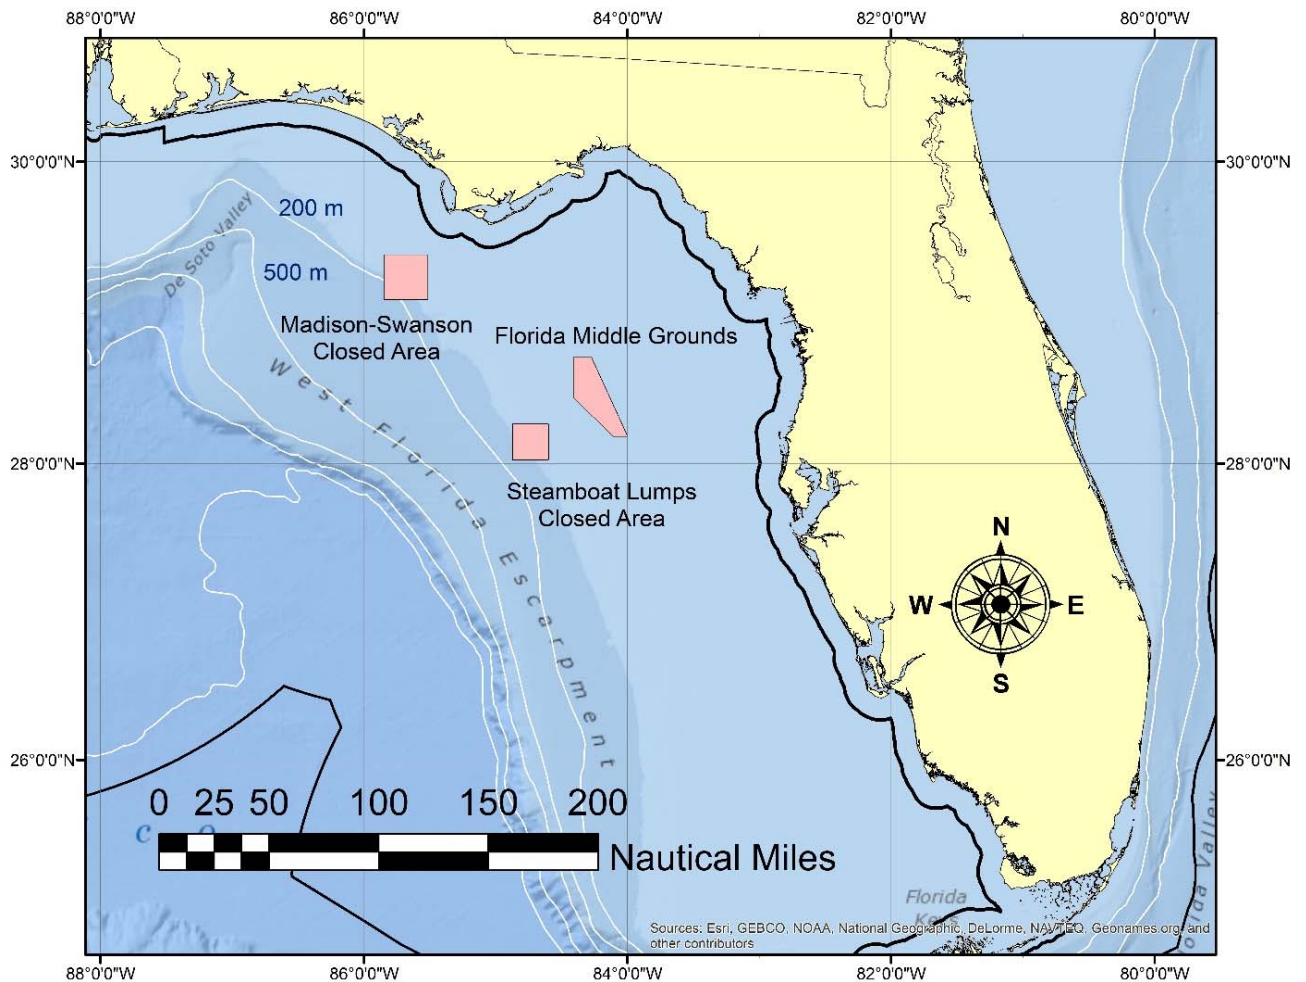 88°0'0"W 86°0'0"W 84°0'0"W 82°0'0"W 80°0'0"W
30°0'0"N 30°0'0"N
200 m
De Soto Valley
500 m
Madison-Swanson
Closed Area
Florida Middle Grounds
West Florida Escarpment
28°0'0"N 28°0'0"N
Steamboat Lumps
Closed Area
N
W E
S
26°0'0"N 26°0'0"N
0 25 50 100 150 200
c o
Nautical Miles
Florida
Sources: Esri, GEBCO, NOAA, National Geographic, DeLorme, NAVTEQ, Geonames.org, and
other contributors
Valley
88°0'0"W 86°0'0"W 84°0'0"W 82°0'0"W 80°0'0"W